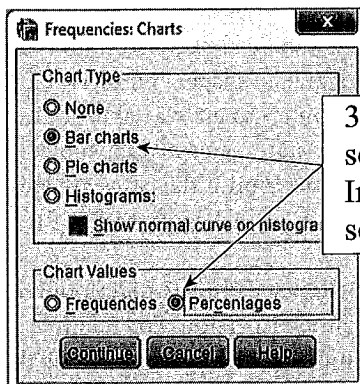 Frequencies: Charts
Chart Type
None
Bar charts
Pie charts
Histograms:
Show normal curve on histogra
3
se
In
se
Chart Values
Frequencies Percentages
Continue Cancel Help